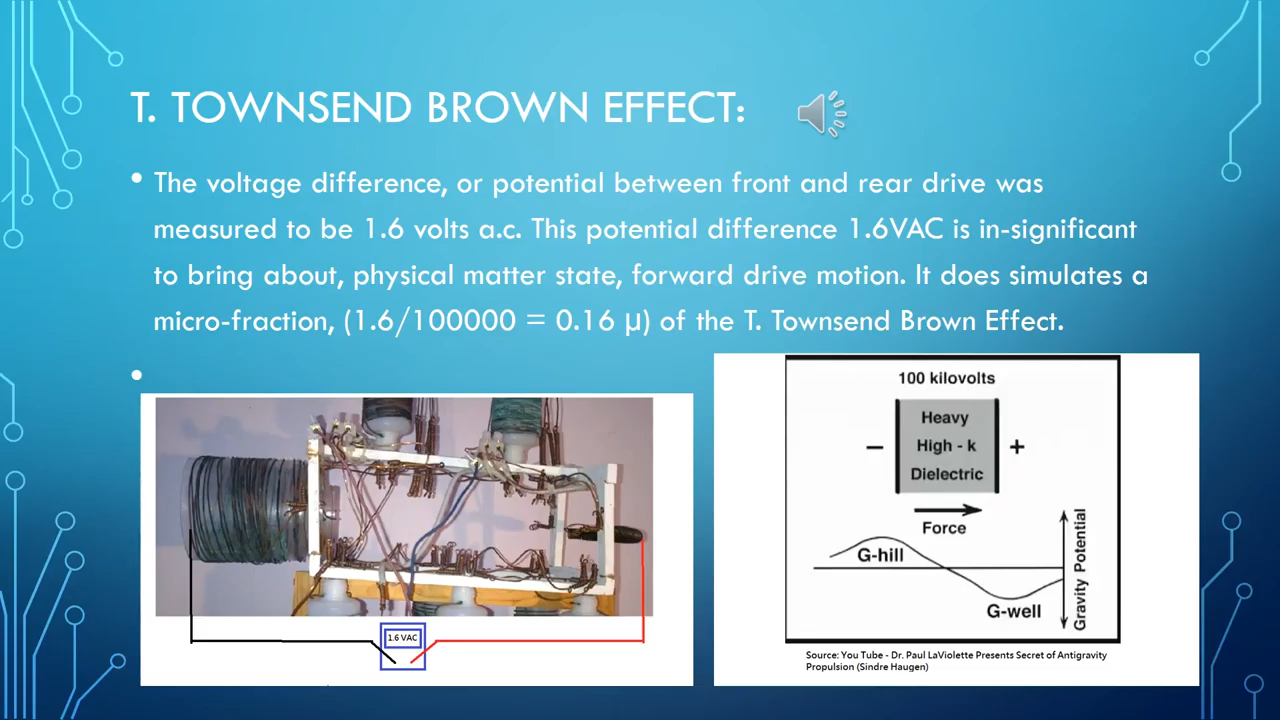 T. TOWNSEND BROWN EFFECT:
• The voltage difference, or potential between front and rear drive was
measured to be 1.6 volts a.c. This potential difference 1.6VAC is in-significant
to bring about, physical matter state, forward drive motion. It does simulates a
micro-fraction, (1.6/100000 = 0.16 µ) of the T. Townsend Brown Effect.
•
1.6 VAC
100 kilovolts
Heavy
− High - k +
Dielectric
Force
G-hill
G-well
Gravity Potential
Source: You Tube - Dr. Paul LaViolette Presents Secret of Antigravity
Propulsion (Sindre Haugen)